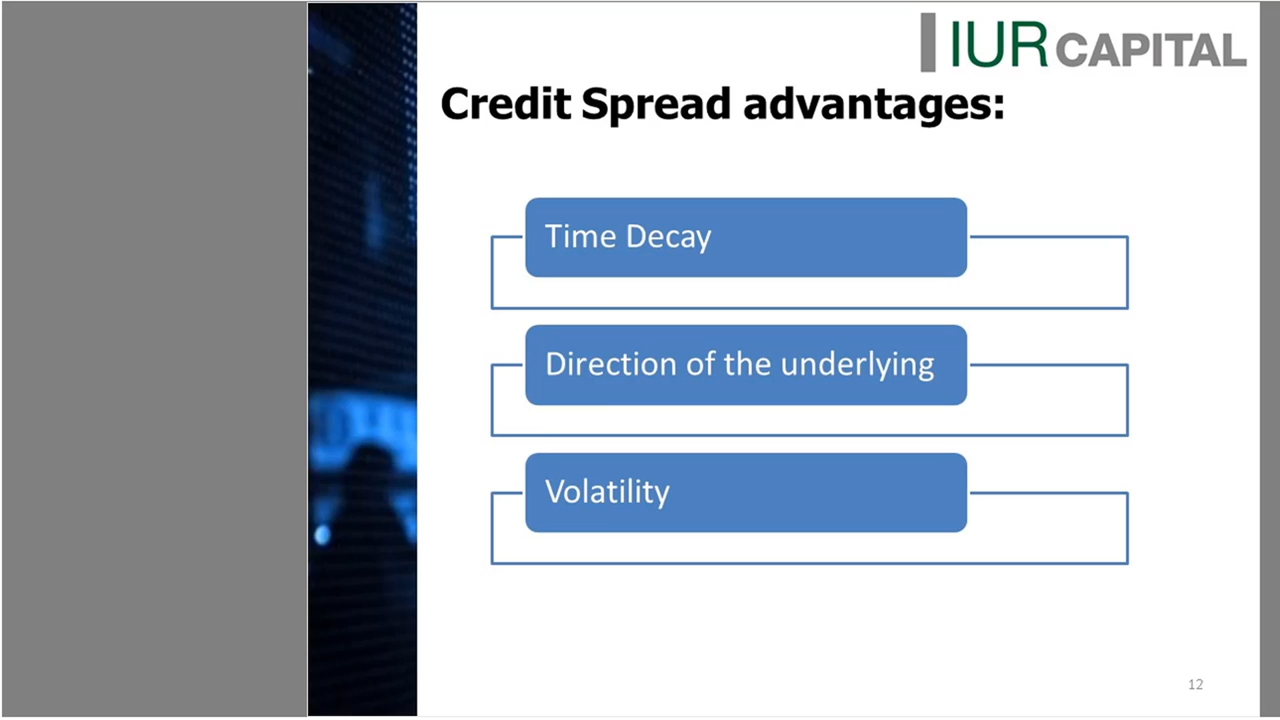 IUR CAPITAL
Credit Spread advantages:
Time Decay
Direction of the underlying
Volatility
12